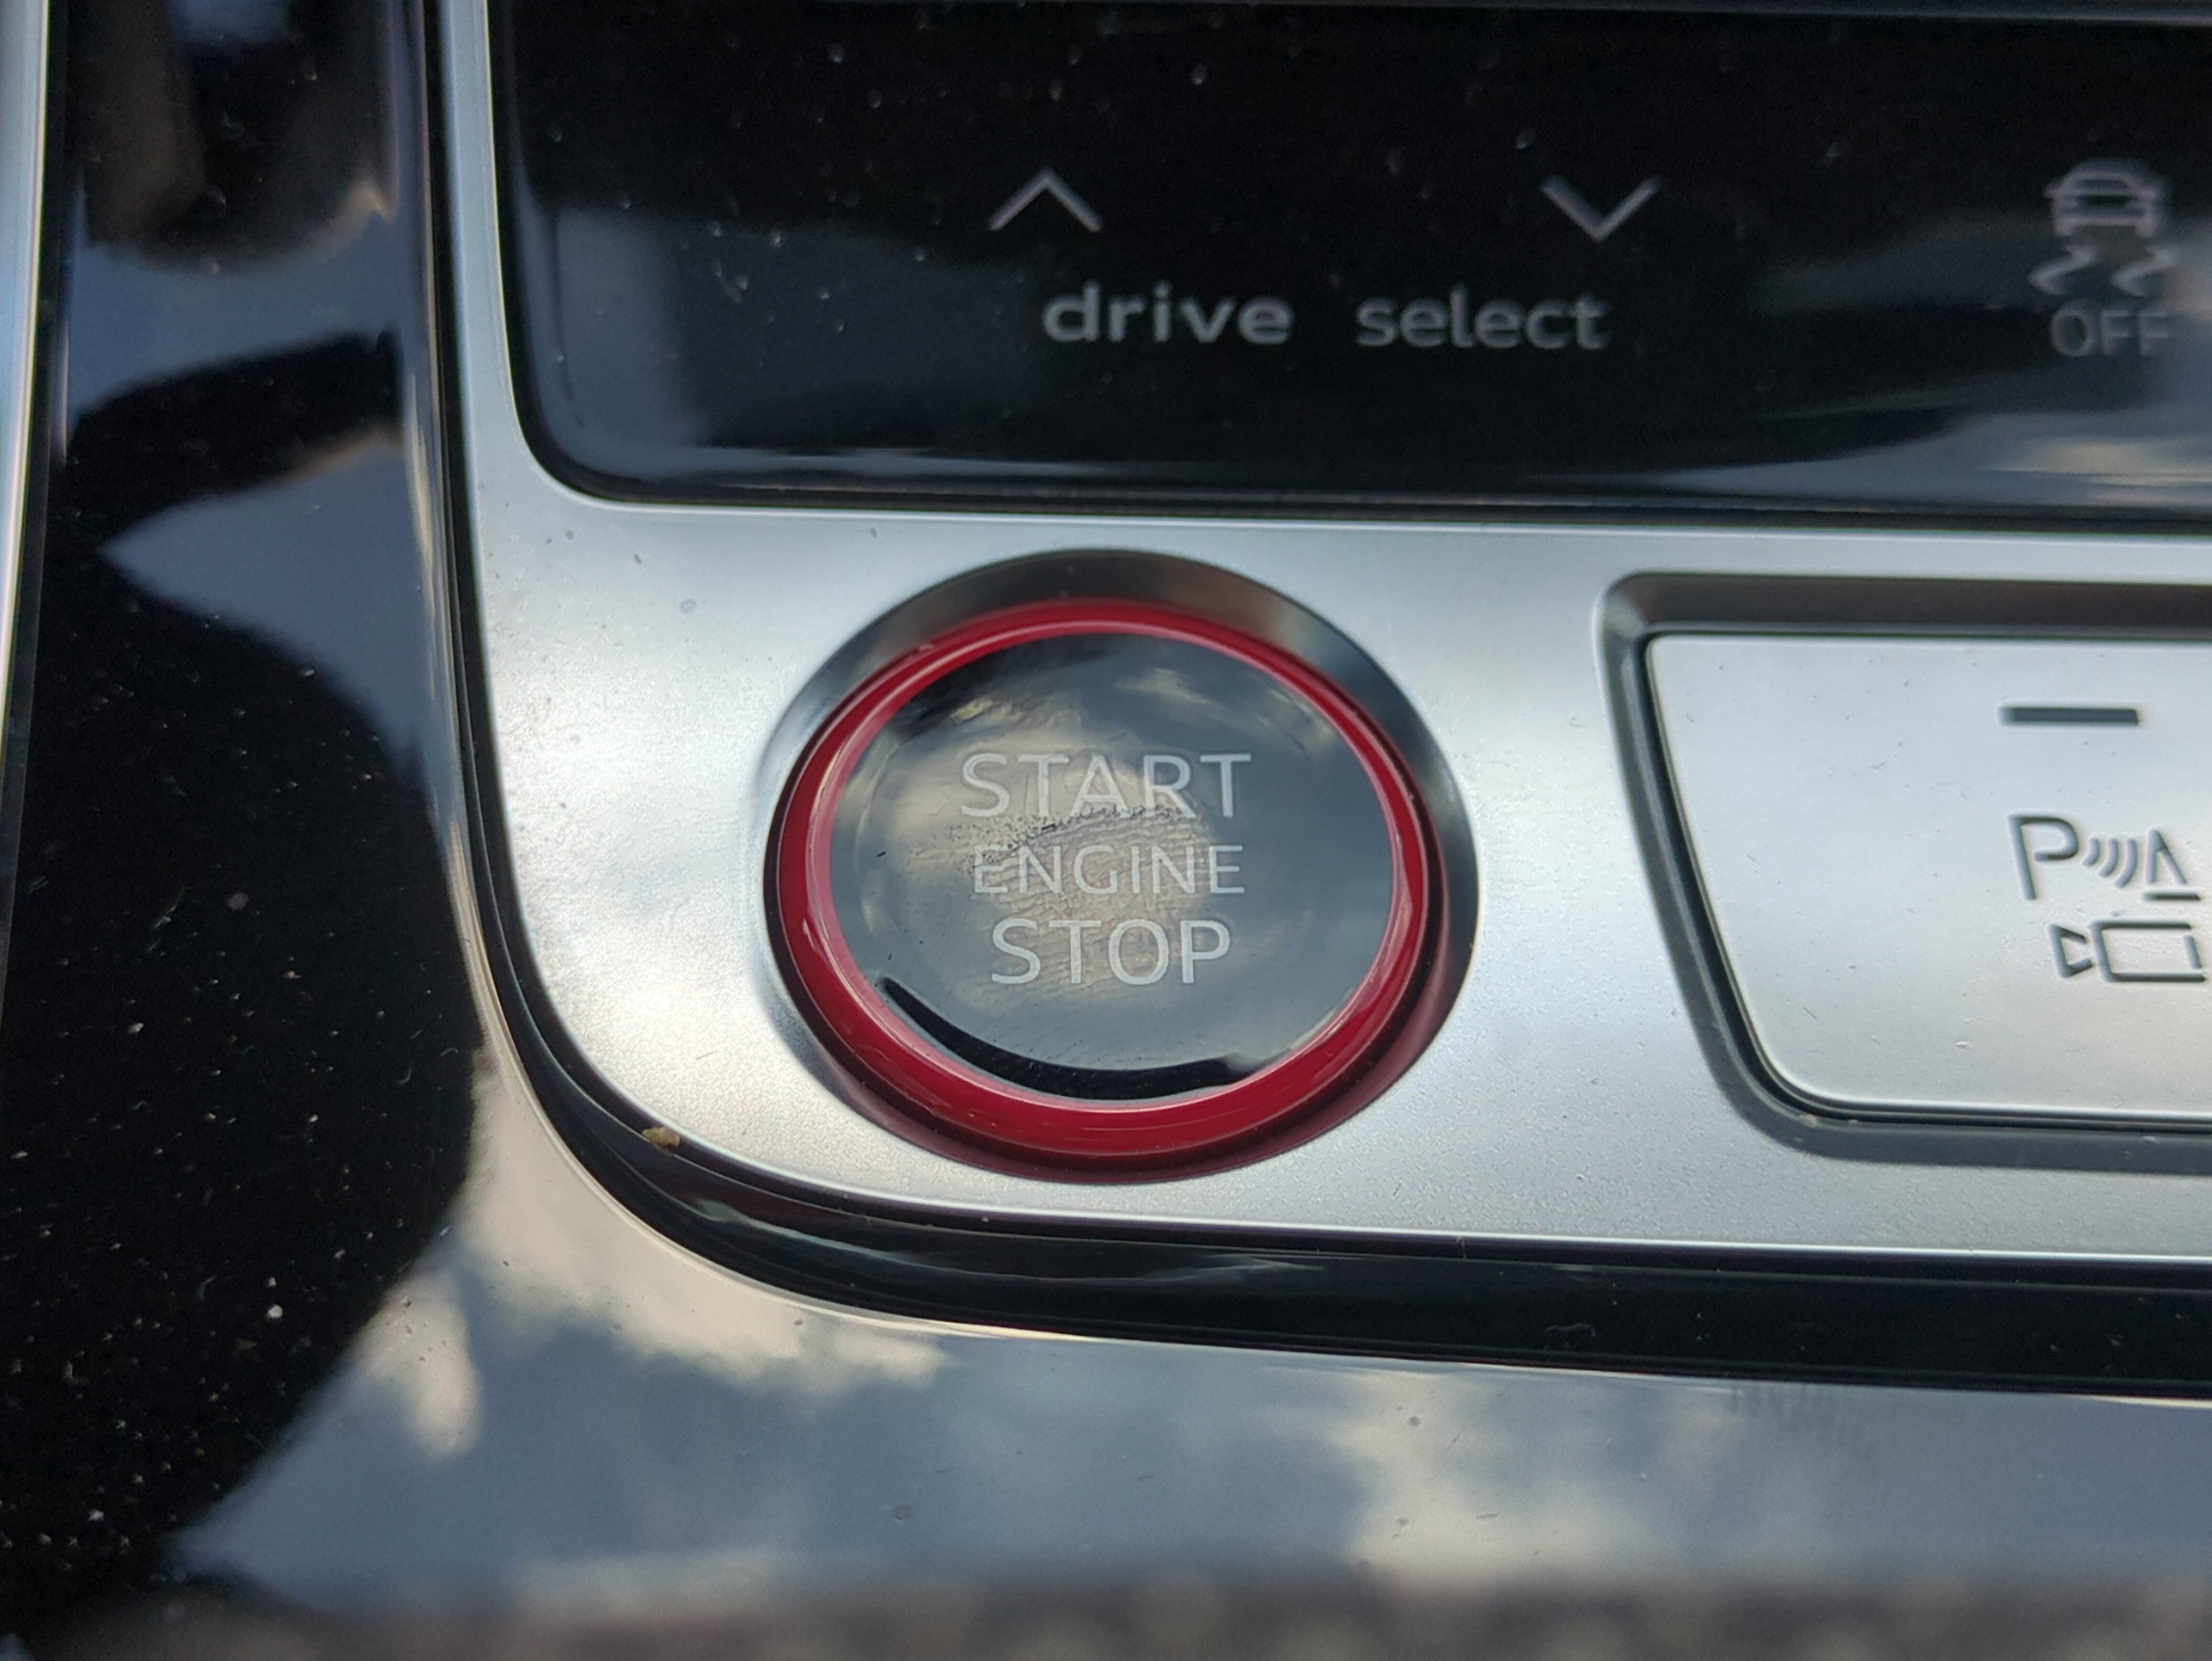 drive select
OFF
START
ENGINE
STOP
P